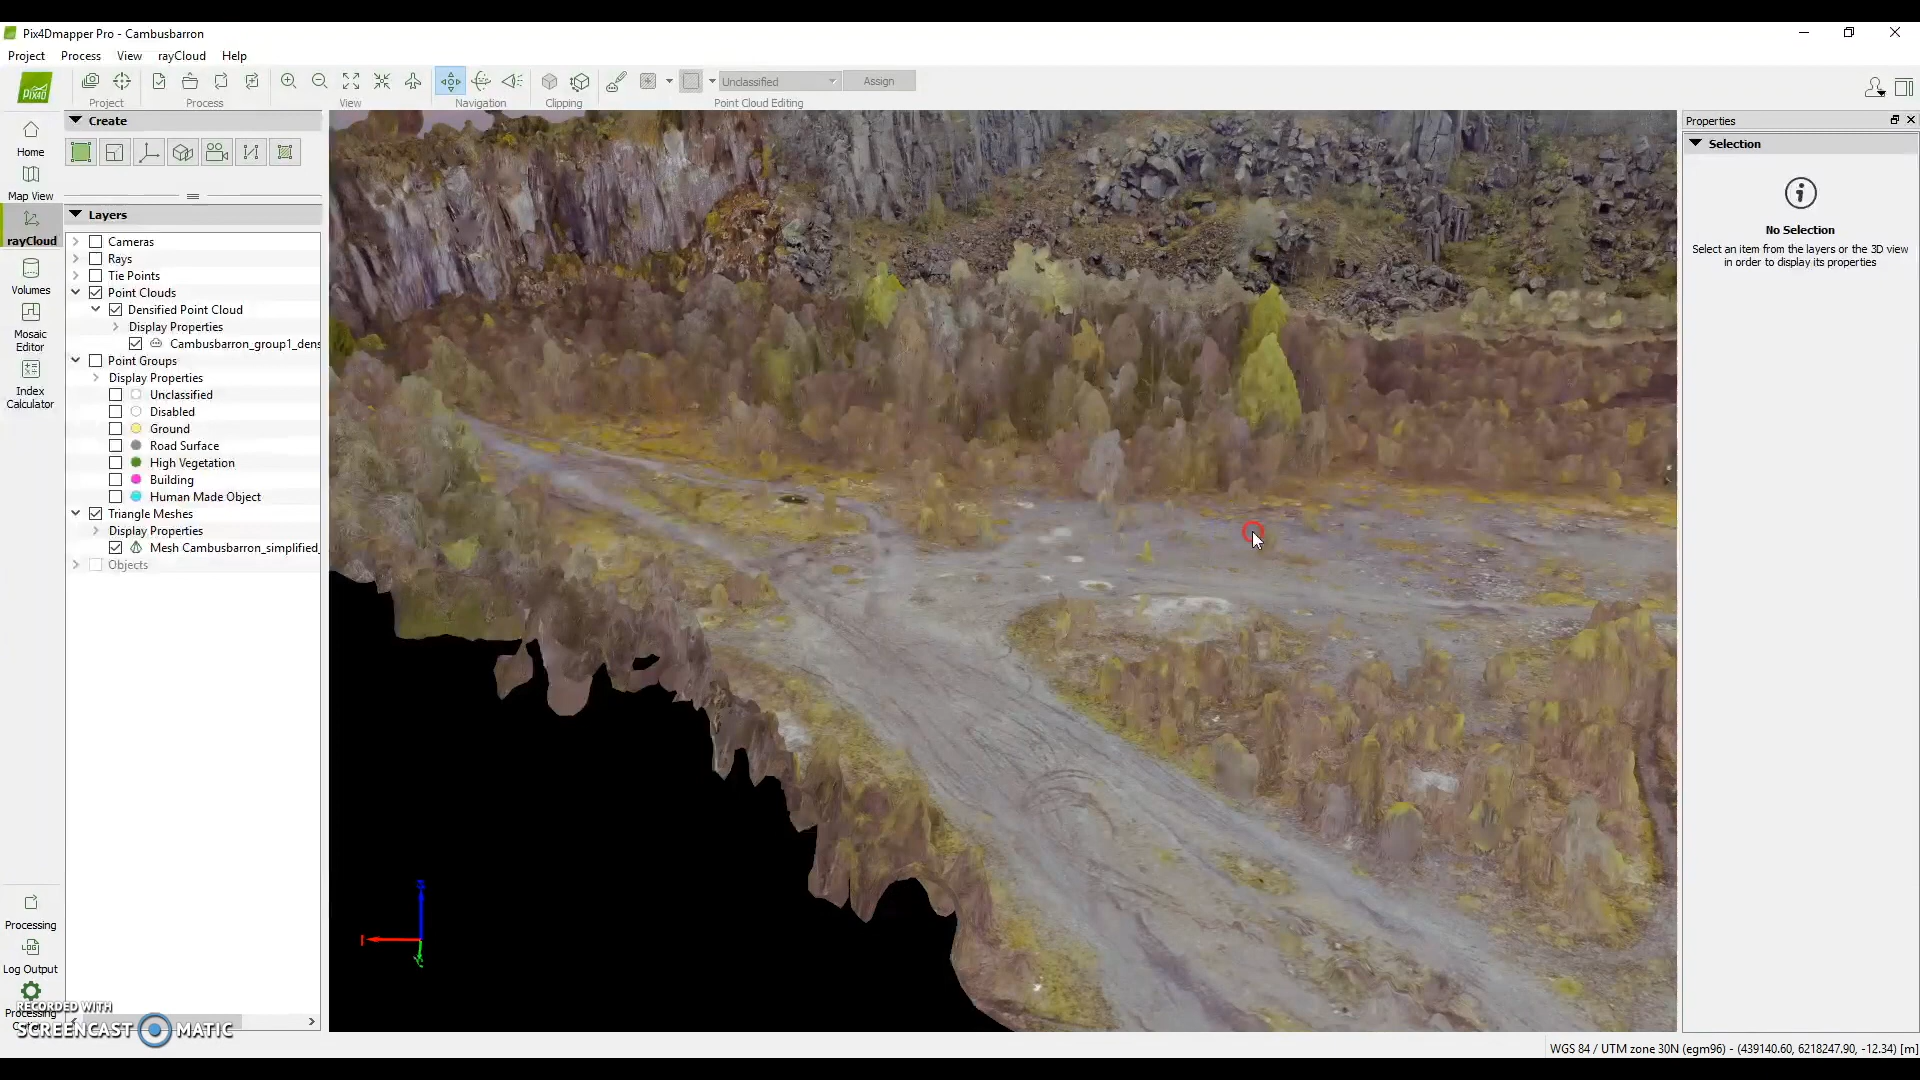 Pix4Dmapper Pro - Cambusbarron
Project Process View rayCloud Help
PIX4D
Project
Process
View
Navigation
Clipping
Unclassified
Assign
Point Cloud Editing
Home
Map View
rayCloud
Volumes
Mosaic
Editor
Index
Calculator
Processing
Log Output
Processing
Create
Layers
Cameras
Rays
Tie Points
Point Clouds
Densified Point Cloud
Display Properties
Cambusbarron_group1_dens
Point Groups
Display Properties
Unclassified
Disabled
Ground
Road Surface
High Vegetation
Building
Human Made Object
Triangle Meshes
Display Properties
Mesh Cambusbarron_simplified_
Objects
Properties
Selection
No Selection
Select an item from the layers or the 3D view
in order to display its properties
RECORDED WITH
SCREENCAST MATIC
WGS 84 / UTM zone 30N (egm96) - (439140.60, 6218247.90, -12.34) [m]